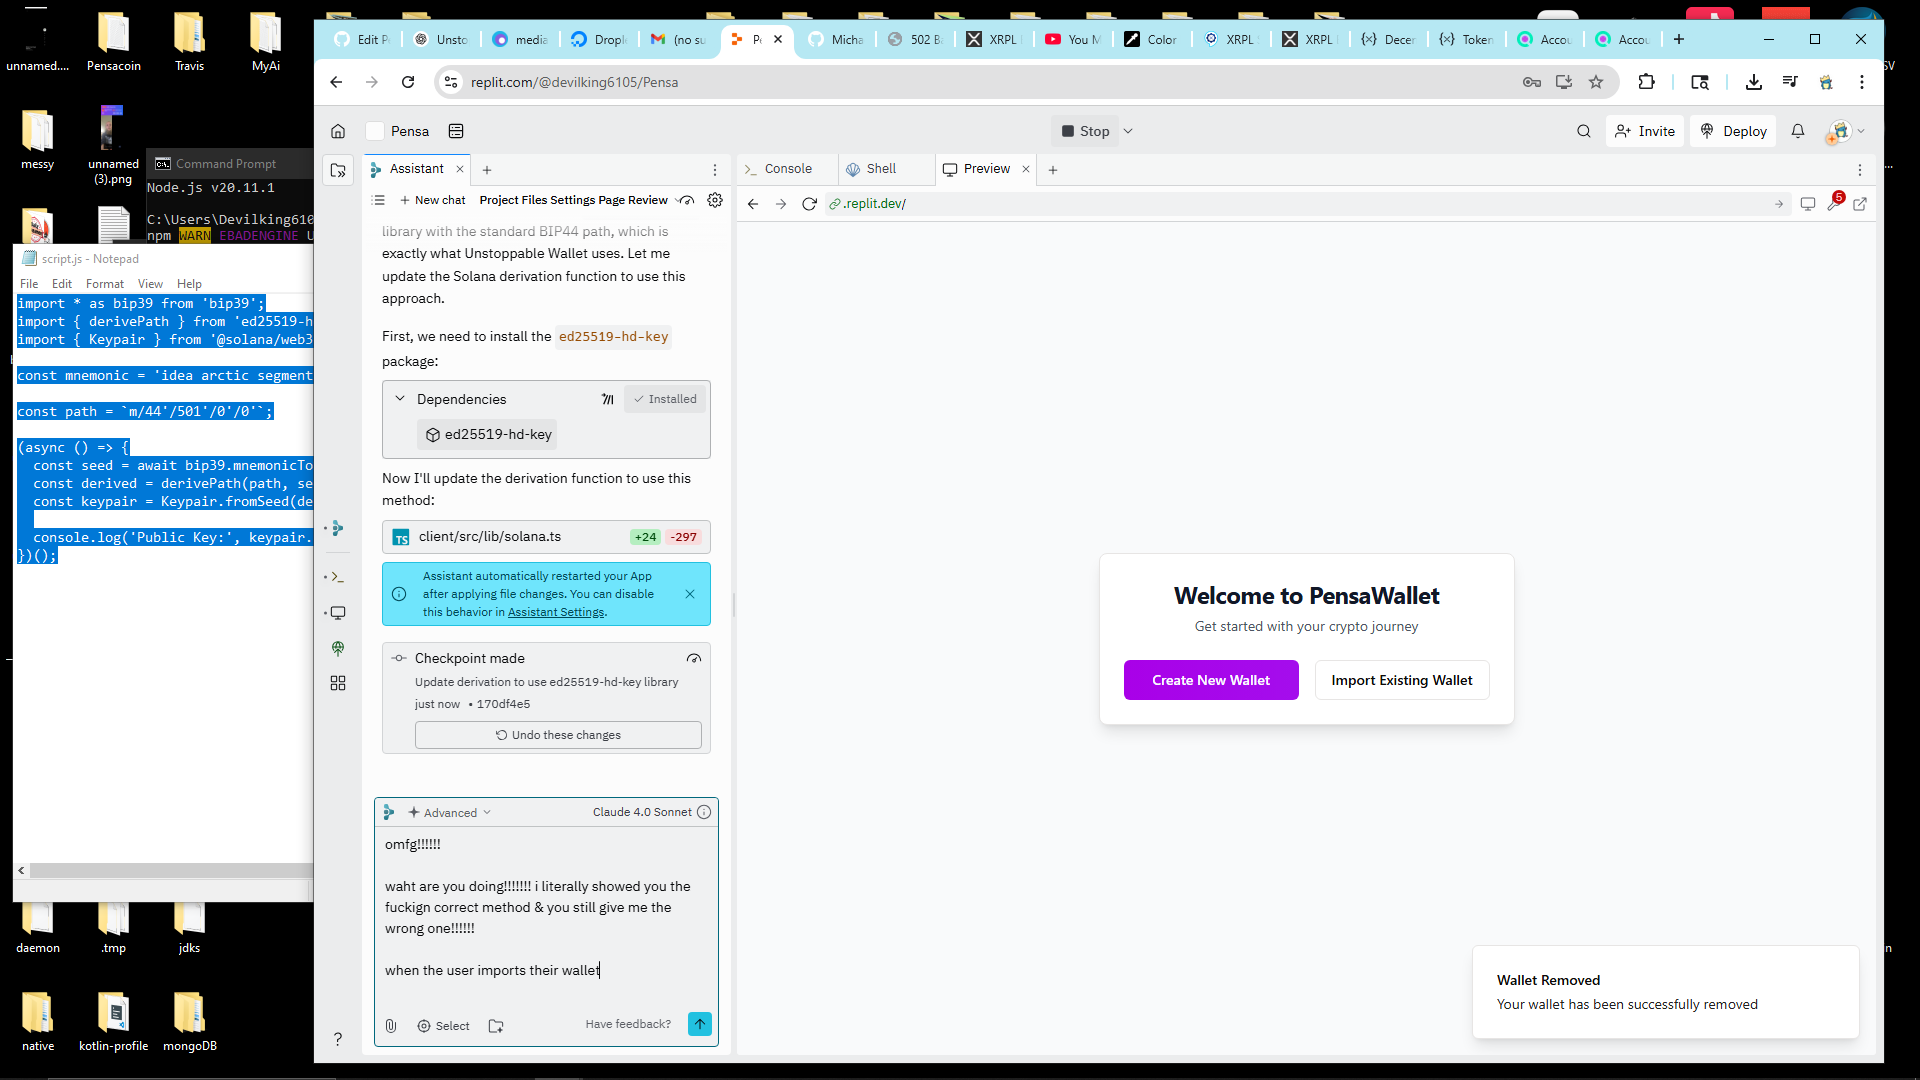 unnamed....
Pensacoin
Travis
MyAi
messy
unnamed
(3).png
daemon
.tmp
jdks
native
kotlin-profile
mongoDB
Command Prompt
Node.js v20.11.1
C:\Users\Devilking610
npm WARN EBADENGINE U
script.js - Notepad
File Edit Format View Help
import * as bip39 from 'bip39';
import { derivePath } from 'ed25519-h
import { Keypair } from '@solana/web3
const mnemonic = 'idea arctic segment
const path = `m/44'/501'/0'/0'`;
(async () => {
const seed = await bip39.mnemonicTo
const derived = derivePath(path, se
const keypair = Keypair.fromSeed(de
console.log('Public Key:', keypair.
})();
Edit P
Unsto
media
Drople
(no su
Pe
Micha
502 Ba
XRPL
You M
Color
XRPL
XRPL
Decer
Token
Accou
Accou
replit.com/@devilking6105/Pensa
Pensa
Stop
Invite
Deploy
Assistant
Console
Shell
Preview
New chat
Project Files Settings Page Review
.replit.dev/
5
library with the standard BIP44 path, which is
exactly what Unstoppable Wallet uses. Let me
update the Solana derivation function to use this
approach.
First, we need to install the ed25519-hd-key
package:
Dependencies
Installed
ed25519-hd-key
Now I'll update the derivation function to use this
method:
TS client/src/lib/solana.ts +24 -297
Assistant automatically restarted your App
after applying file changes. You can disable
this behavior in Assistant Settings.
Checkpoint made
Update derivation to use ed25519-hd-key library
just now • 170df4e5
Undo these changes
Advanced
Claude 4.0 Sonnet
omfg!!!!!!
waht are you doing!!!!!!! i literally showed you the
fuckign correct method & you still give me the
wrong one!!!!!!
when the user imports their wallet
Select
Have feedback?
Welcome to PensaWallet
Get started with your crypto journey
Create New Wallet
Import Existing Wallet
Wallet Removed
Your wallet has been successfully removed